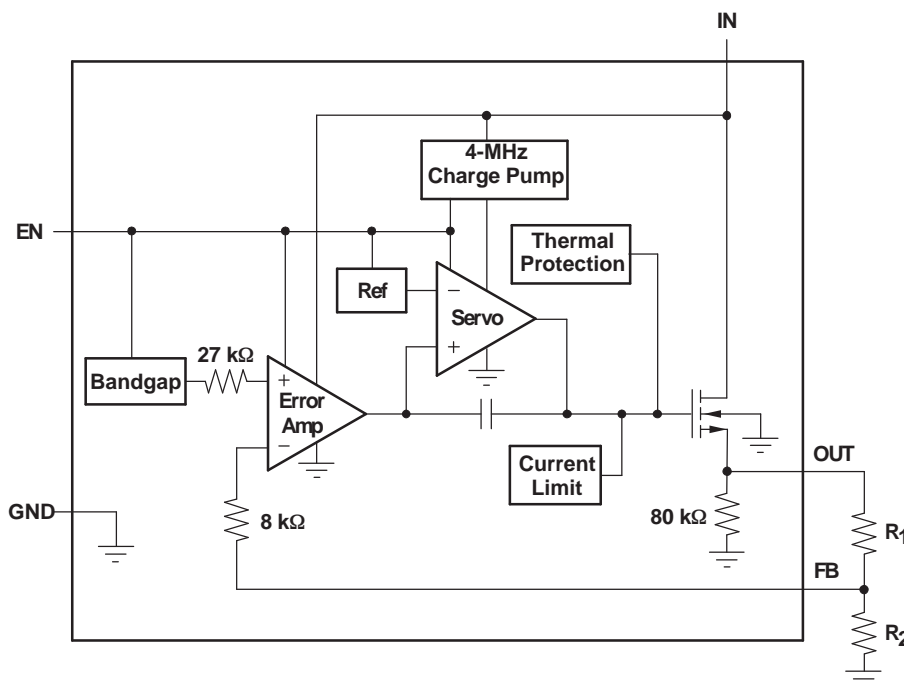 IN
4-MHz
Charge Pump
EN
Thermal
Protection
Ref
−
Servo
+
27 kΩ
Bandgap
+
Error
Amp
−
Current
Limit
OUT
GND
8 kΩ
80 kΩ
R1
FB
R2